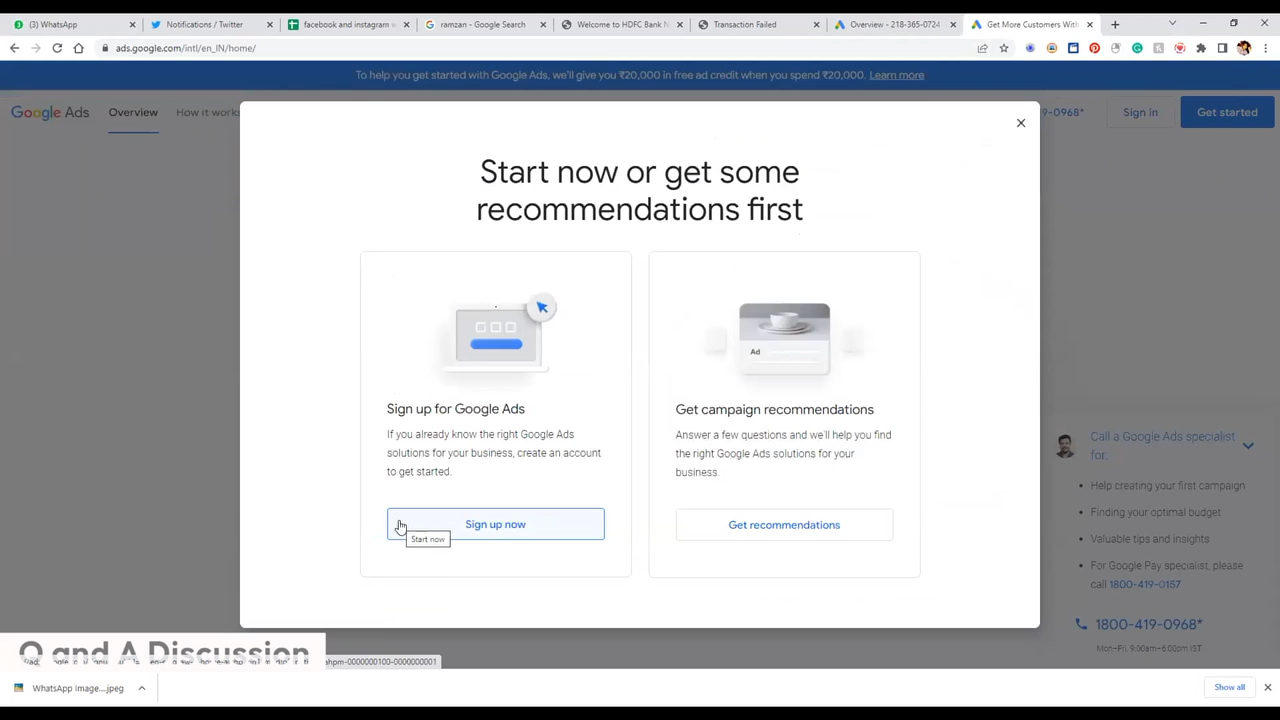 (3) WhatsApp
Notifications / Twitter
facebook and instagram w
ramzan - Google Search
Welcome to HDFC Bank N
Transaction Failed
Overview - 218-365-0724
Get More Customers With
ads.google.com/intl/en_IN/home/
To help you get started with Google Ads, we'll give you ₹20,000 in free ad credit when you spend ₹20,000. Learn more
Google Ads
Overview
How it works
-0968*
Sign in
Get started
Start now or get some
recommendations first
Ad
Sign up for Google Ads
If you already know the right Google Ads
solutions for your business, create an account
to get started.
Sign up now
Start now
Get campaign recommendations
Answer a few questions and we'll help you find
the right Google Ads solutions for your
business.
Get recommendations
Call a Google Ads specialist
for:
• Help creating your first campaign
• Finding your optimal budget
• Valuable tips and insights
• For Google Pay specialist, please
call 1800-419-0157
1800-419-0968*
Mon–Fri, 9:00am–6:00pm IST
Q and A Discussion
ahpm-0000000100-0000000001
WhatsApp Image....jpeg
Show all